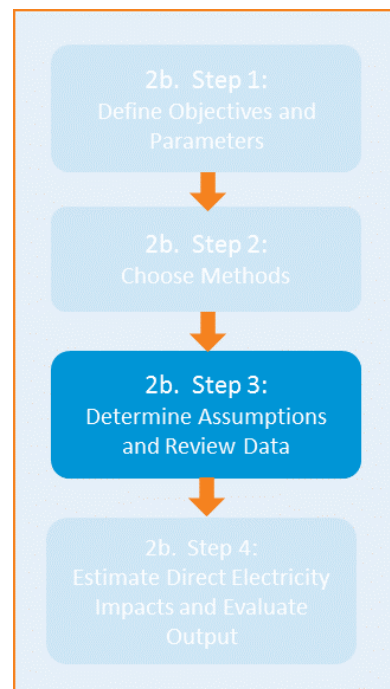 2b. Step 1:
Define Objectives and
Parameters
2b. Step 2:
Choose Methods
2b. Step 3:
Determine Assumptions
and Review Data
2b. Step 4:
Estimate Direct Electricity
Impacts and Evaluate
Output